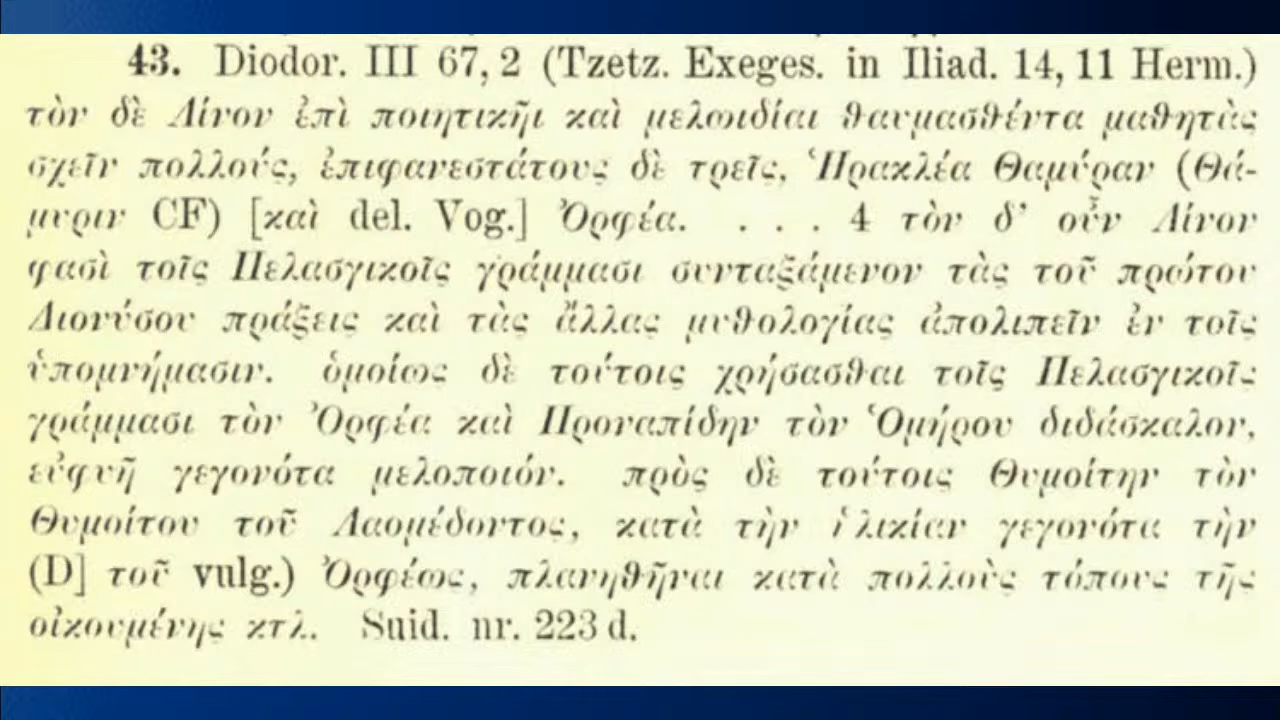 43. Diodor. III 67, 2 (Tzetz. Exeges. in Iliad. 14, 11 Herm.)
τὸν δὲ Λίνον ἐπὶ ποιητικῆι καὶ μελωιδίαι θαυμασθέντα μαθητὰς
σχεῖν πολλούς, ἐπιφανεστάτους δὲ τρεῖς, Ἡρακλέα Θαμύραν (Θά-
μυριν CF) [καὶ del. Vog.] Ὀρφέα. . . . 4 τὸν δ’ οὖν Λίνον
φασὶ τοῖς Πελασγικοῖς γράμμασι συνταξάμενον τὰς τοῦ πρώτου
Διονύσου πράξεις καὶ τὰς ἄλλας μυθολογίας ἀπολιπεῖν ἐν τοῖς
ὑπομνήμασιν. ὁμοίως δὲ τούτοις χρήσασθαι τοῖς Πελασγικοῖς
γράμμασι τὸν Ὀρφέα καὶ Προναπίδην τὸν Ὁμήρου διδάσκαλον,
εὐφυῆ γεγονότα μελοποιόν. πρὸς δὲ τούτοις Θυμοίτην τὸν
Θυμοίτου τοῦ Λαομέδοντος, κατὰ τὴν ἡλικίαν γεγονότα τὴν
(D] τοῦ vulg.) Ὀρφέως, πλανηθῆναι κατὰ πολλοὺς τόπους τῆς
οἰκουμένης κτλ. Suid. nr. 223 d.